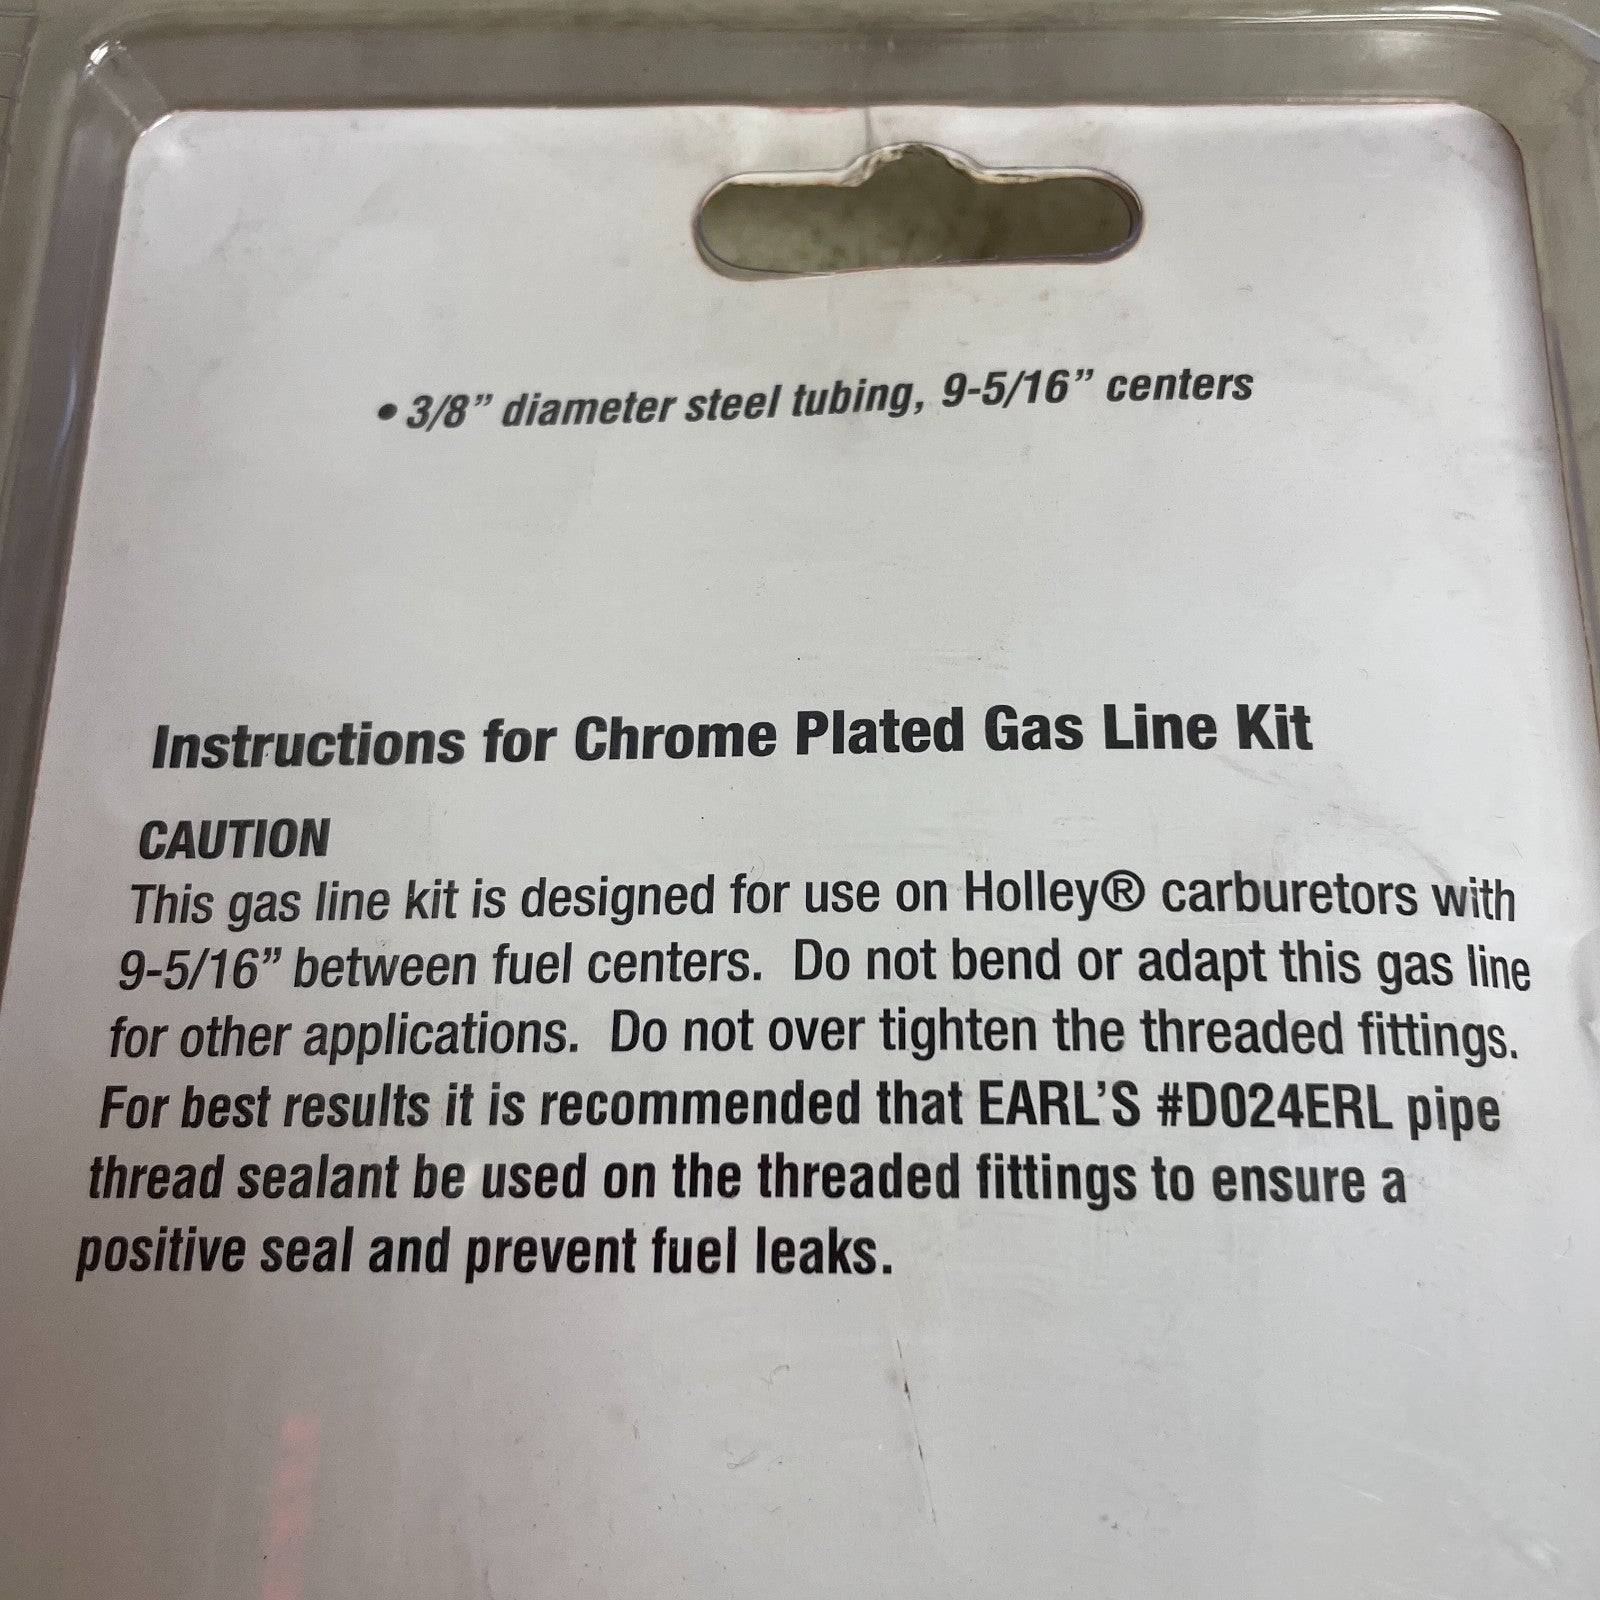 • 3/8” diameter steel tubing, 9-5/16” centers
Instructions for Chrome Plated Gas Line Kit
CAUTION
This gas line kit is designed for use on Holley® carburetors with
9-5/16” between fuel centers. Do not bend or adapt this gas line
for other applications. Do not over tighten the threaded fittings.
For best results it is recommended that EARL’S #D024ERL pipe
thread sealant be used on the threaded fittings to ensure a
positive seal and prevent fuel leaks.